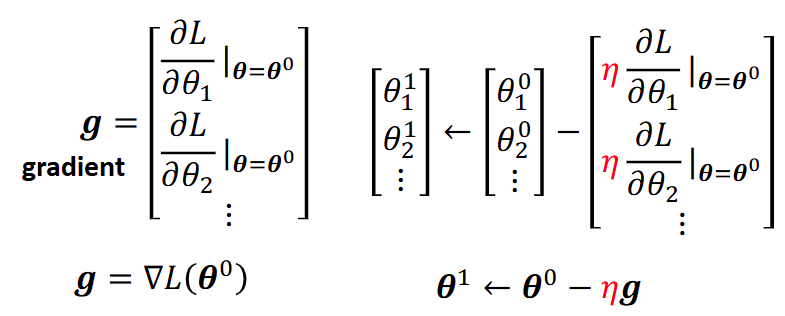 g = [∂L/∂θ₁ |θ=θ⁰
∂L/∂θ₂ |θ=θ⁰
⋮]
gradient
[θ₁¹
θ₂¹
⋮] ← [θ₁⁰
θ₂⁰
⋮] − [η ∂L/∂θ₁ |θ=θ⁰
η ∂L/∂θ₂ |θ=θ⁰
⋮]
g = ∇L(θ⁰)
θ¹ ← θ⁰ − ηg